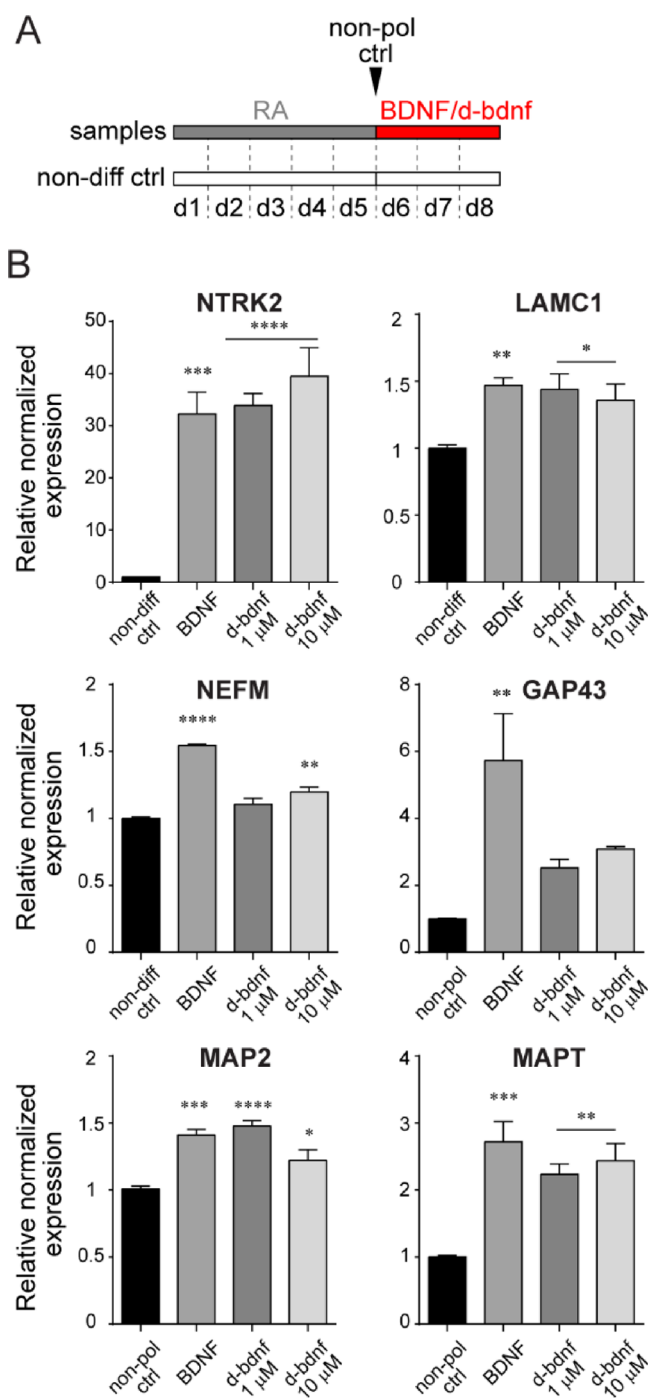 A
non-pol
ctrl
RA
BDNF/d-bdnf
samples
non-diff ctrl
d1 d2 d3 d4 d5 d6 d7 d8
B
NTRK2
Relative normalized
expression
50
40
30
20
10
0
***
****
non-diff
ctrl
BDNF
d-bdnf
1 μM
d-bdnf
10 μM
LAMC1
2
1.5
1
0.5
0
**
*
non-diff
ctrl
BDNF
d-bdnf
1 μM
d-bdnf
10 μM
NEFM
Relative normalized
expression
2
1.5
1
0.5
0
****
**
non-diff
ctrl
BDNF
d-bdnf
1 μM
d-bdnf
10 μM
GAP43
8
6
4
2
0
**
non-pol
ctrl
BDNF
d-bdnf
1 μM
d-bdnf
10 μM
MAP2
Relative normalized
expression
2
1.5
1
0.5
0
***
****
*
non-pol
ctrl
BDNF
d-bdnf
1 μM
d-bdnf
10 μM
MAPT
4
3
2
1
0
***
**
non-pol
ctrl
BDNF
d-bdnf
1 μM
d-bdnf
10 μM